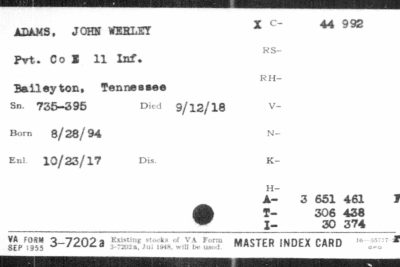 ADAMS, JOHN WERLEY
X C- 44 992
Pvt. Co E 11 Inf.
RS-
RH-
Baileyton, Tennessee
Sn. 735-395 Died 9/12/18 V-
Born 8/28/94 N-
Enl. 10/23/17 Dis. K-
H-
A- 3 651 461
T- 306 438
I- 30 374
VA FORM
SEP 1955 3-7202a Existing stocks of VA Form
3-7202a, Jul 1948, will be used. MASTER INDEX CARD